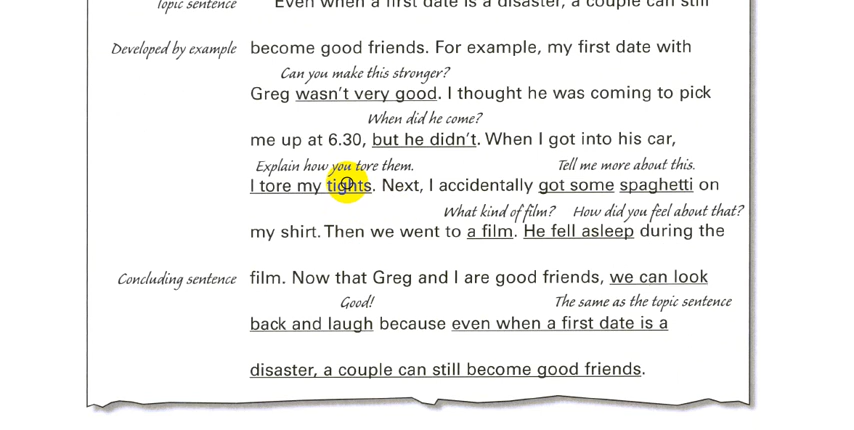 Topic sentence Even when a first date is a disaster, a couple can still
Developed by example become good friends. For example, my first date with
Can you make this stronger?
Greg wasn't very good. I thought he was coming to pick
When did he come?
me up at 6.30, but he didn't. When I got into his car,
Explain how you tore them. Tell me more about this.
I tore my tights. Next, I accidentally got some spaghetti on
What kind of film? How did you feel about that?
my shirt. Then we went to a film. He fell asleep during the
Concluding sentence film. Now that Greg and I are good friends, we can look
Good! The same as the topic sentence
back and laugh because even when a first date is a
disaster, a couple can still become good friends.